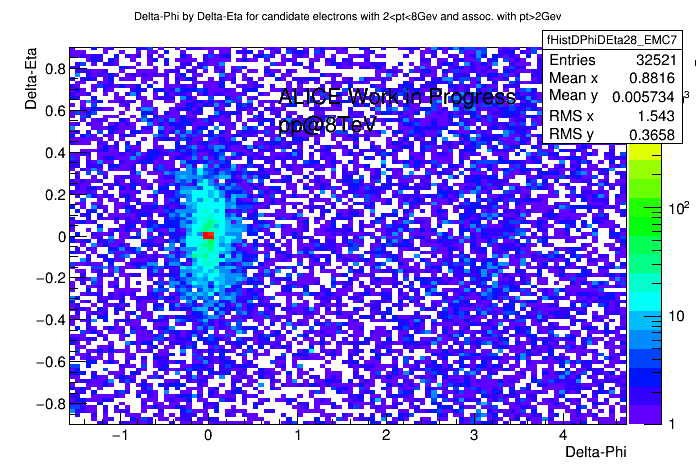 Delta-Phi by Delta-Eta for candidate electrons with 2<pt<8Gev and assoc. with pt>2Gev
fHistDPhiDEta28_EMC7
Entries 32521
Mean x 0.8816
Mean y 0.005734
RMS x 1.543
RMS y 0.3658
ALICE Work in Progress
pp@8TeV
Delta-Eta
0.8
0.6
0.4
0.2
0
−0.2
−0.4
−0.6
−0.8
−1 0 1 2 3 4
Delta-Phi
3
10²
10
1